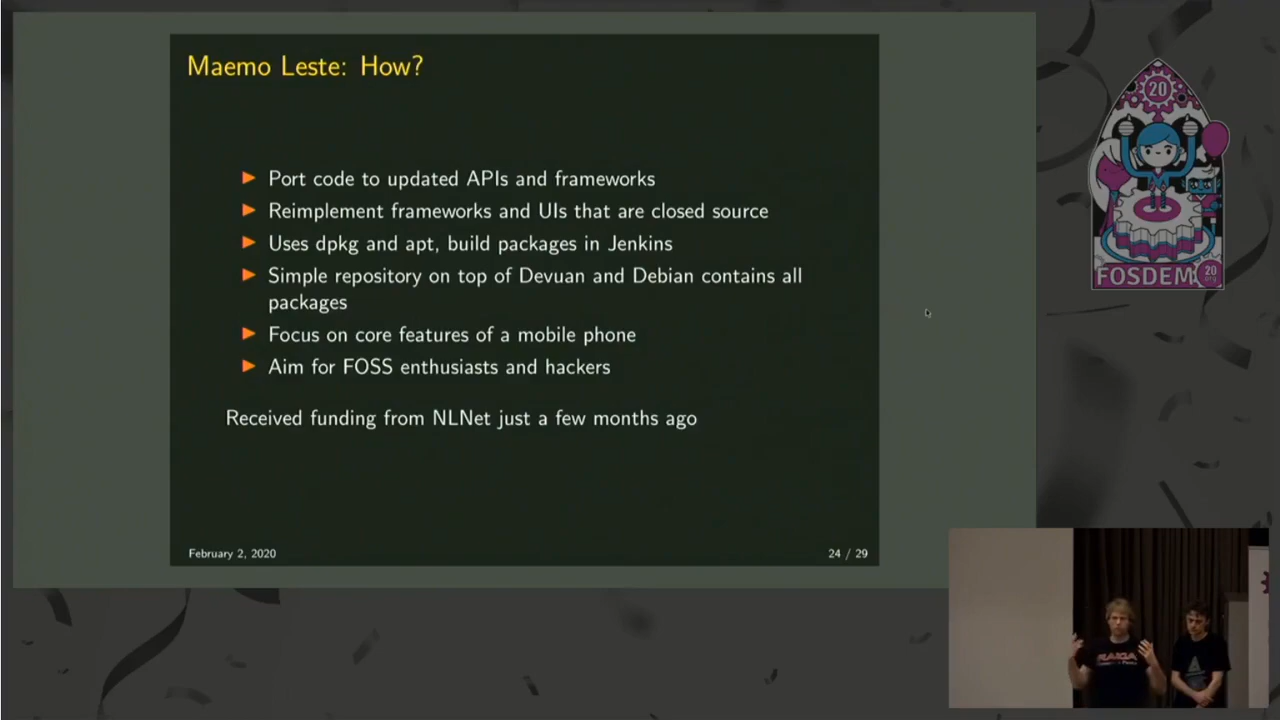 Maemo Leste: How?
Port code to updated APIs and frameworks
Reimplement frameworks and UIs that are closed source
Uses dpkg and apt, build packages in Jenkins
Simple repository on top of Devuan and Debian contains all
packages
Focus on core features of a mobile phone
Aim for FOSS enthusiasts and hackers
Received funding from NLNet just a few months ago
February 2, 2020
24 / 29
20
FOSDEM
20
.org